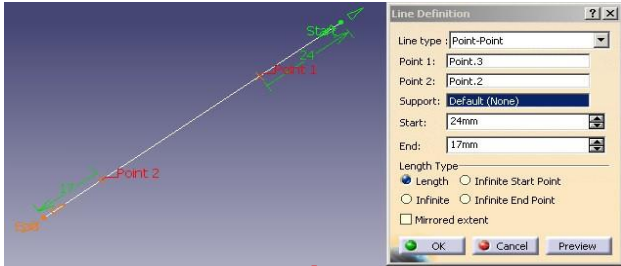 Start
24
Point 1
Point 2
17
End
Line Definition
Line type : Point-Point
Point 1: Point.3
Point 2: Point.2
Support: Default (None)
Start: 24mm
End: 17mm
Length Type
Length Infinite Start Point
Infinite Infinite End Point
Mirrored extent
OK Cancel Preview